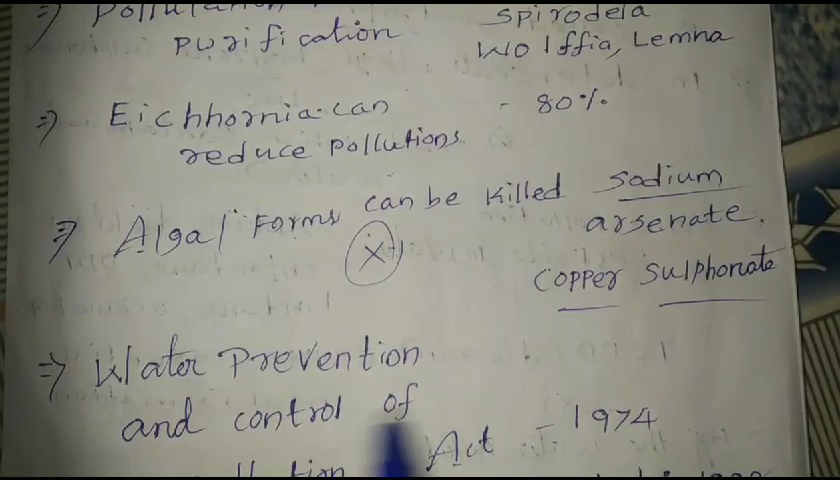 => Pollutation
purification
Spirodela
Wolffia, Lemna
=> Eichhornia can - 80%
reduce pollutions
=> Algal Forms can be killed sodium
arsenate.
X
copper sulphonate
=> Water Prevention
and control of
Act - 1974